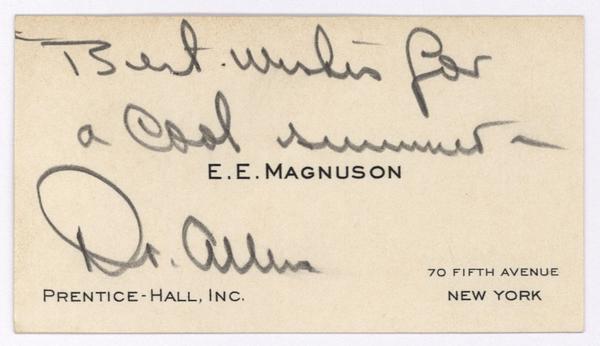 Best wishes for
a cool summer -
E.E. MAGNUSON
Dr. Allen
70 FIFTH AVENUE
PRENTICE-HALL, INC.
NEW YORK